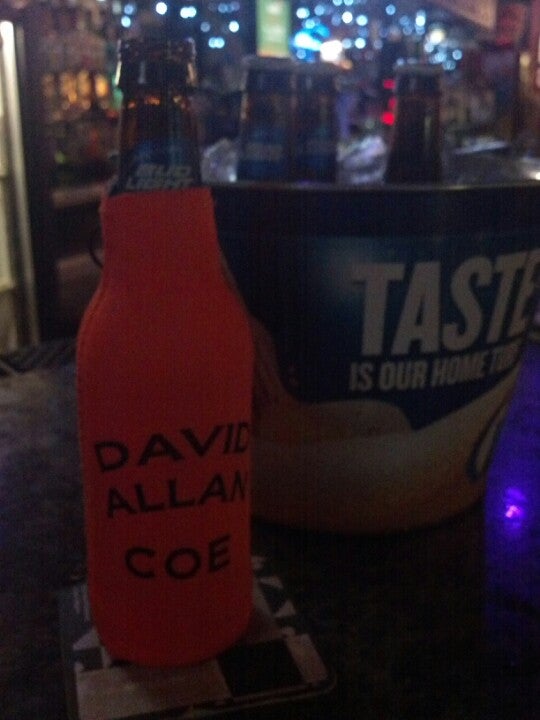 BUD
LIGHT
DAVID
ALLAN
COE
TASTE
IS OUR HOME